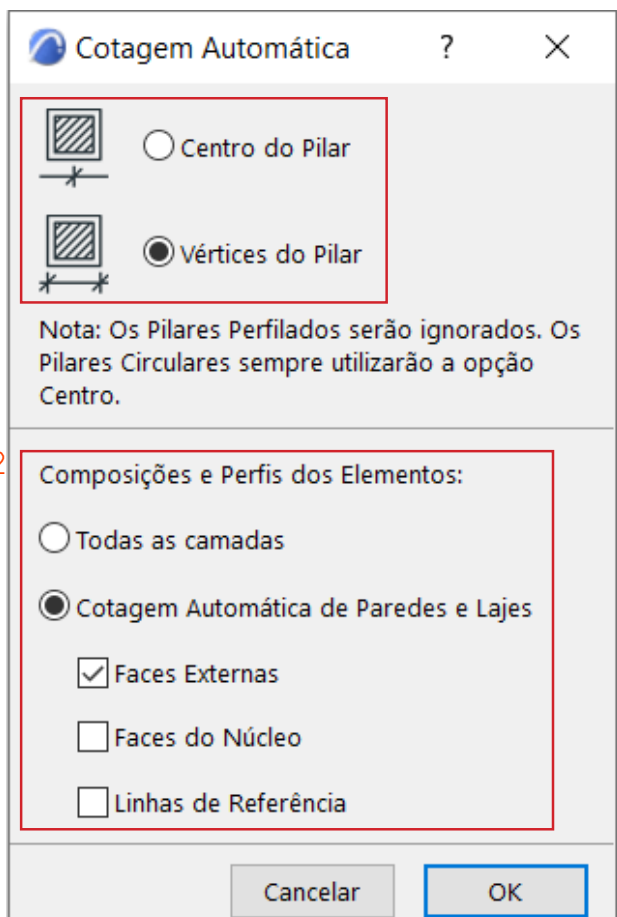 Cotagem Automática ?
Centro do Pilar
Vértices do Pilar
Nota: Os Pilares Perfilados serão ignorados. Os
Pilares Circulares sempre utilizarão a opção
Centro.
2
Composições e Perfis dos Elementos:
Todas as camadas
Cotagem Automática de Paredes e Lajes
Faces Externas
Faces do Núcleo
Linhas de Referência
Cancelar OK